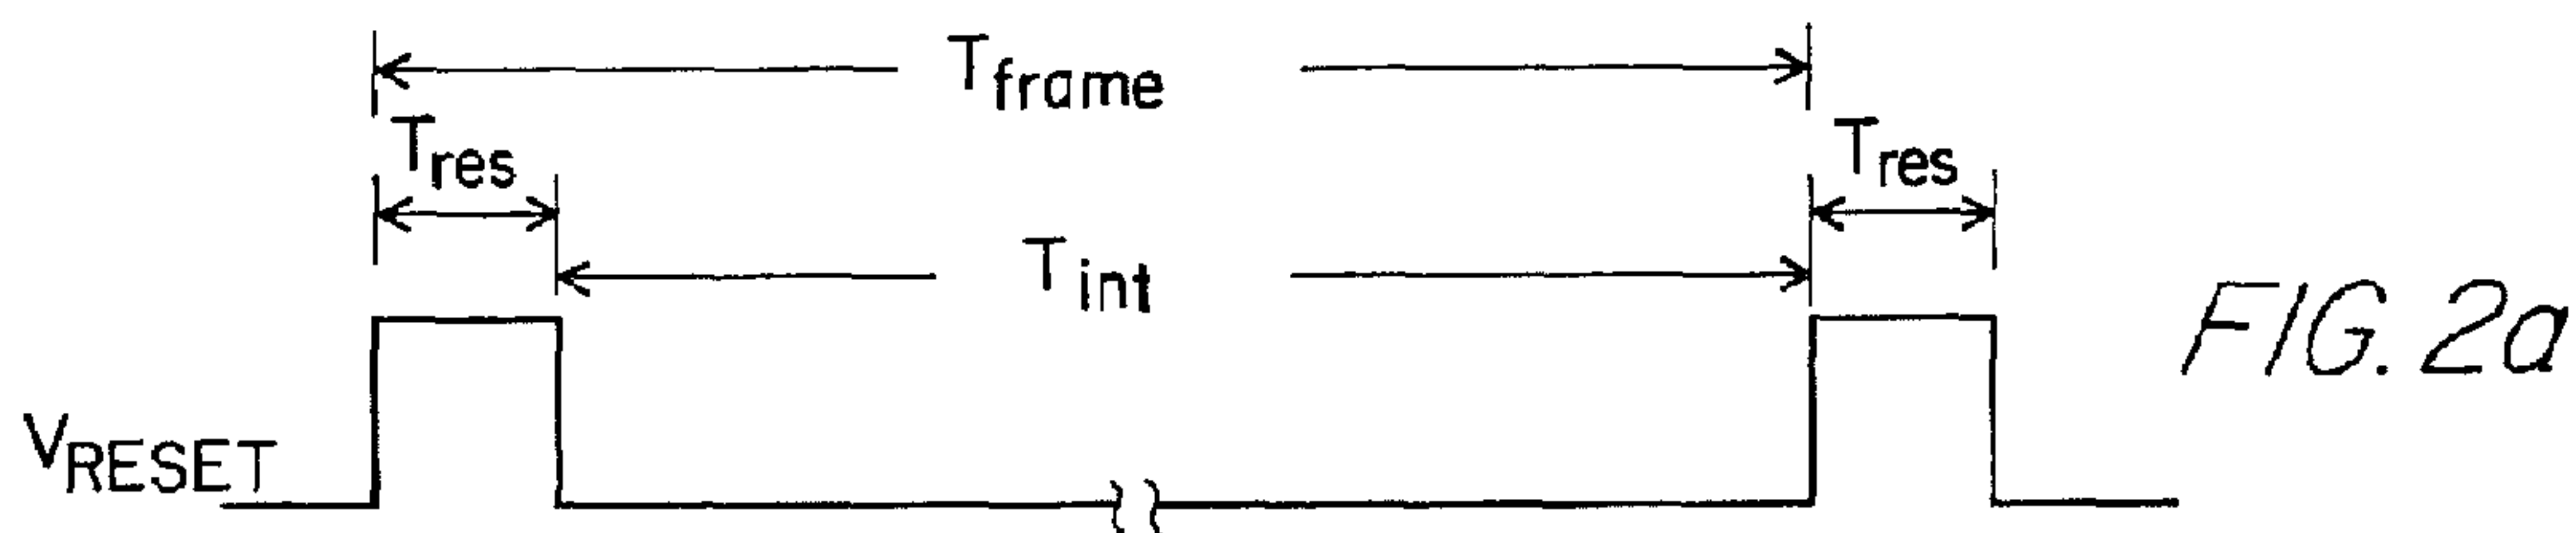 Tframe
Tres
Tres
Tint
VRESET
FIG. 2a